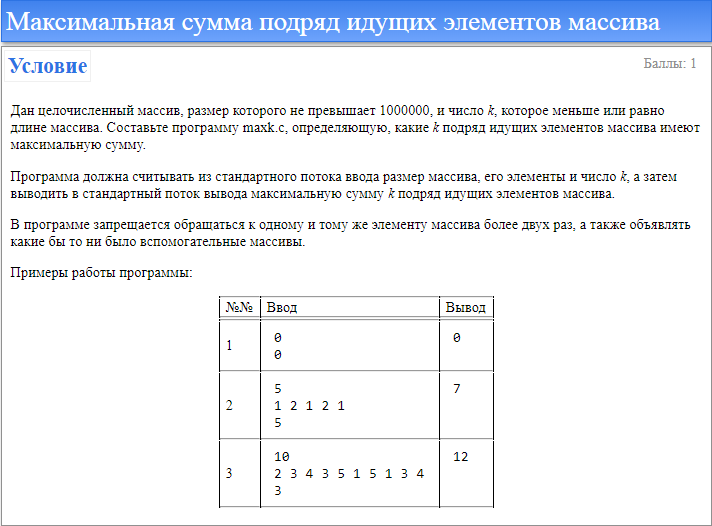 Максимальная сумма подряд идущих элементов массива
Условие
Баллы: 1
Дан целочисленный массив, размер которого не превышает 1000000, и число k, которое меньше или равно
длине массива. Составьте программу maxk.c, определяющую, какие k подряд идущих элементов массива имеют
максимальную сумму.
Программа должна считывать из стандартного потока ввода размер массива, его элементы и число k, а затем
выводить в стандартный поток вывода максимальную сумму k подряд идущих элементов массива.
В программе запрещается обращаться к одному и тому же элементу массива более двух раз, а также объявлять
какие бы то ни было вспомогательные массивы.
Примеры работы программы:
№№ Ввод Вывод
1 0 0
0
5 7
2 1 2 1 2 1
5
10 12
3 2 3 4 3 5 1 5 1 3 4
3